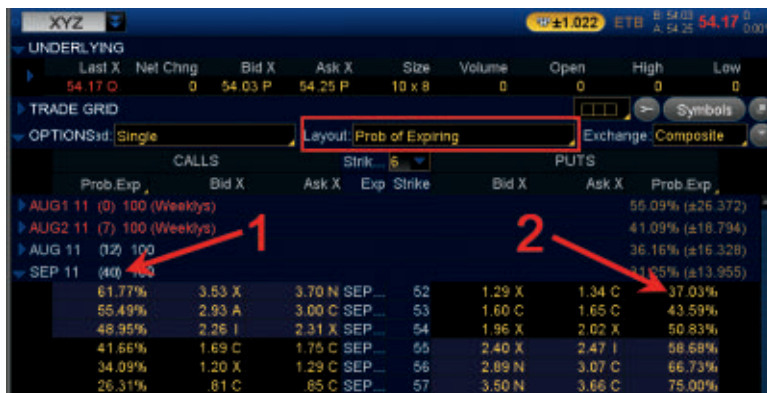 XYZ ±1.022 ETB B: 54.03 A: 54.25 54.17
UNDERLYING
Last X Net Chng Bid X Ask X Size Volume Open High Low
54.17 Q 0 54.03 P 54.25 P 10 x 8 0 0 0 0
TRADE GRID Symbols
OPTIONS Single Layout: Prob of Expiring Exchange: Composite
CALLS Strik... 6 PUTS
Prob.Exp Bid X Ask X Exp Strike Bid X Ask X Prob.Exp
AUG1 11 (0) 100 (Weeklys) 55.09% (±26.372)
AUG2 11 (7) 100 (Weeklys) 41.09% (±18.794)
1 2
AUG 11 (12) 100 36.16% (±16.328)
SEP 11 (40) 100 (±13.955)
61.77% 3.53 X 3.70 N SEP... 52 1.29 X 1.34 C 37.03%
55.49% 2.93 A 3.00 C SEP... 53 1.60 C 1.65 C 43.59%
48.95% 2.26 I 2.31 X SEP... 54 1.96 X 2.02 X 50.83%
41.66% 1.69 C 1.75 C SEP... 55 2.40 X 2.47 I 58.68%
34.09% 1.20 X 1.29 C SEP... 56 2.89 N 3.07 C 66.73%
26.31% .81 C .85 C SEP... 57 3.50 N 3.66 C 75.00%